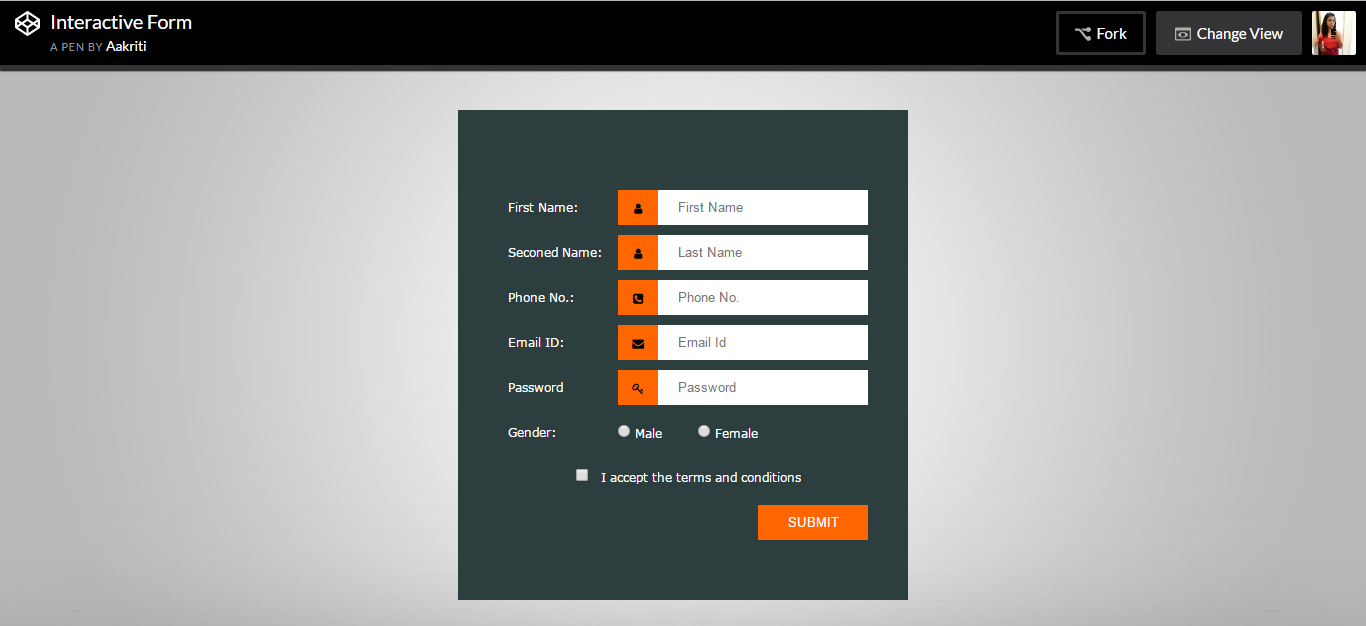 Interactive Form
A PEN BY Aakriti
Fork
Change View
First Name: First Name
Seconed Name: Last Name
Phone No.: Phone No.
Email ID: Email Id
Password Password
Gender: Male Female
I accept the terms and conditions
SUBMIT